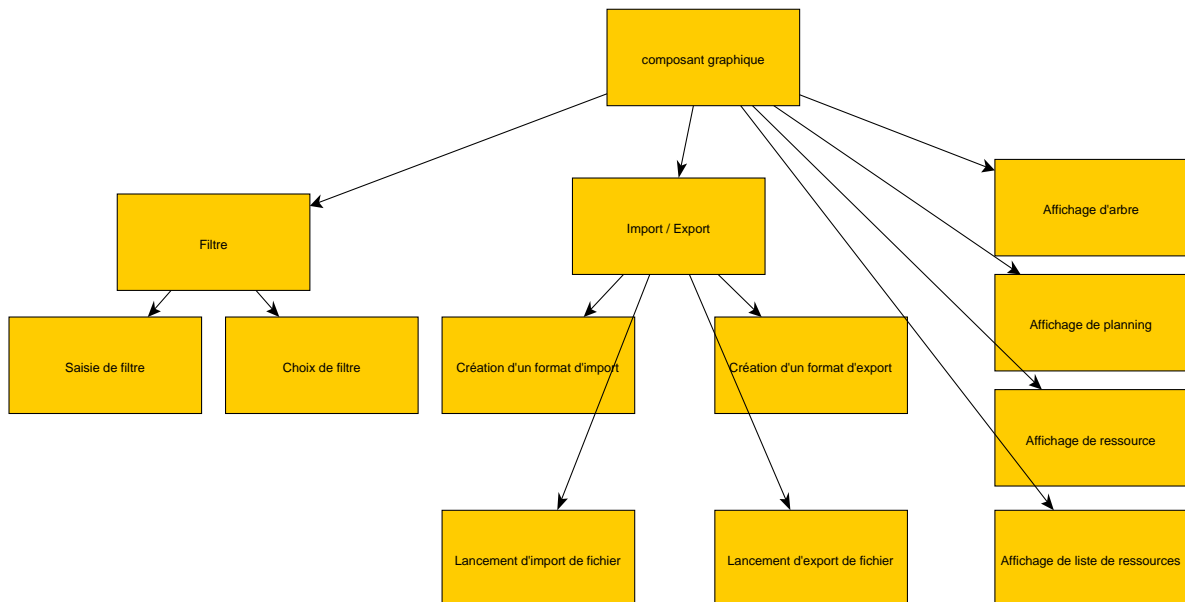 composant graphique
Affichage d'arbre
Import / Export
Filtre
Affichage de planning
Saisie de filtre
Choix de filtre
Création d'un format d'import
Création d'un format d'export
Affichage de ressource
Lancement d'import de fichier
Lancement d'export de fichier
Affichage de liste de ressources